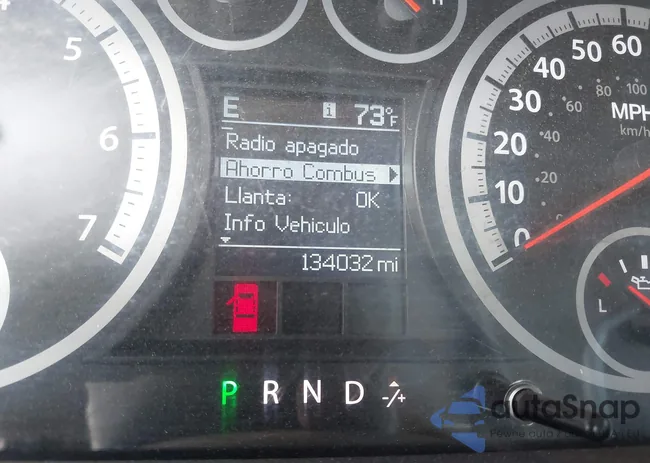 5
6
7
E i 73°F
Radio apagado
Ahorro Combus
Llanta: OK
Info Vehiculo
134032 mi
P R N D -/+
60
50
40
30
20
10
0
100
80
60
40
20
MPH
km/h
L
autaSnap